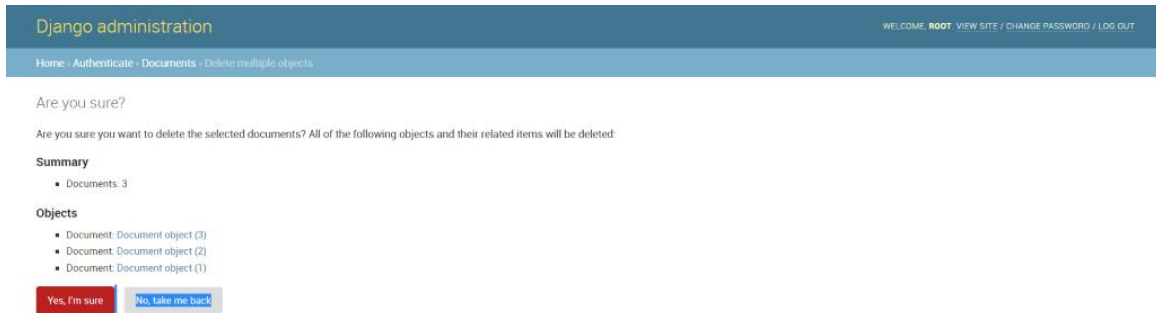 Django administration
WELCOME, ROOT. VIEW SITE / CHANGE PASSWORD / LOG OUT
Home › Authenticate › Documents › Delete multiple objects
Are you sure?
Are you sure you want to delete the selected documents? All of the following objects and their related items will be deleted:
Summary
Documents: 3
Objects
Document: Document object (3)
Document: Document object (2)
Document: Document object (1)
Yes, I'm sure No, take me back